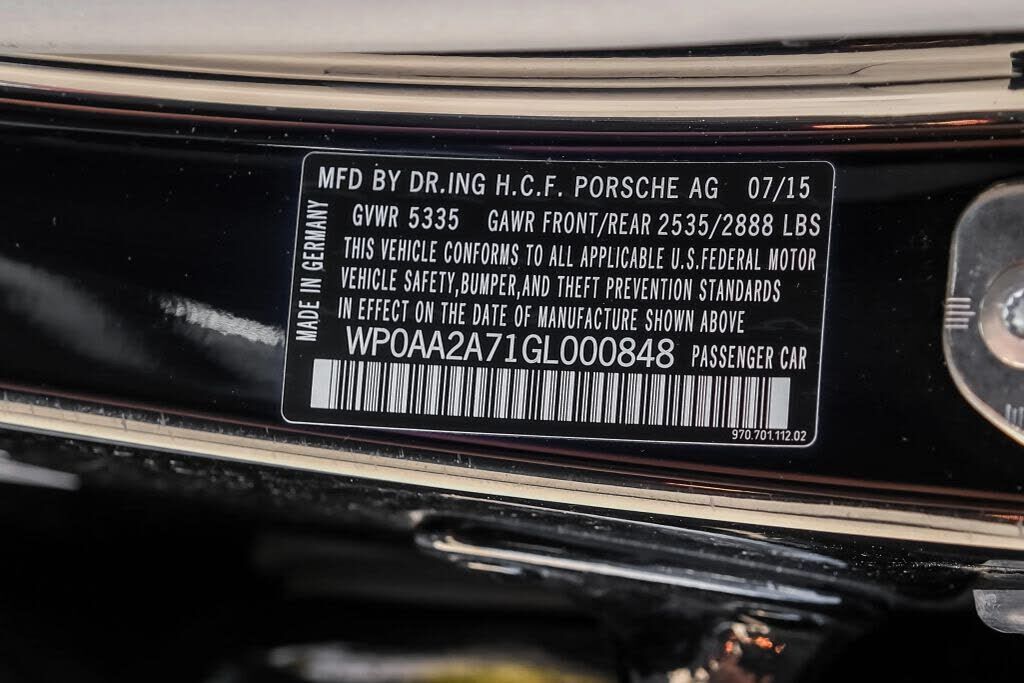 MFD BY DR.ING H.C.F. PORSCHE AG 07/15
GVWR 5335 GAWR FRONT/REAR 2535/2888 LBS
THIS VEHICLE CONFORMS TO ALL APPLICABLE U.S.FEDERAL MOTOR
VEHICLE SAFETY,BUMPER,AND THEFT PREVENTION STANDARDS
IN EFFECT ON THE DATE OF MANUFACTURE SHOWN ABOVE
WP0AA2A71GL000848 PASSENGER CAR
970.701.112.02
MADE IN GERMANY